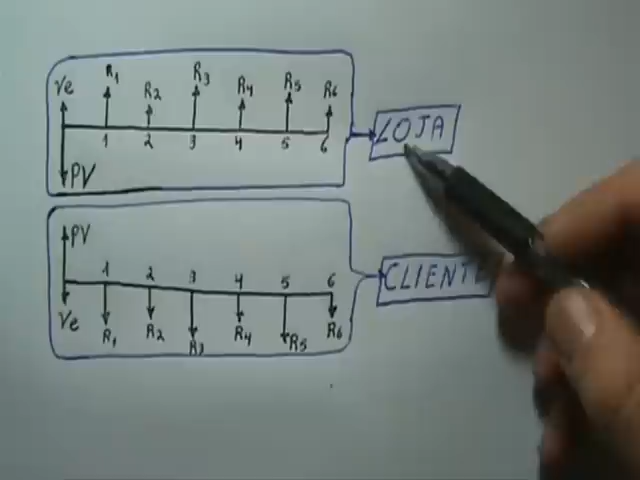 Ve R1 R2 R3 R4 R5 R6
1 2 3 4 5 6
PV
LOJA
PV
1 2 3 4 5 6
Ve R1 R2 R3 R4 R5 R6
CLIENTE